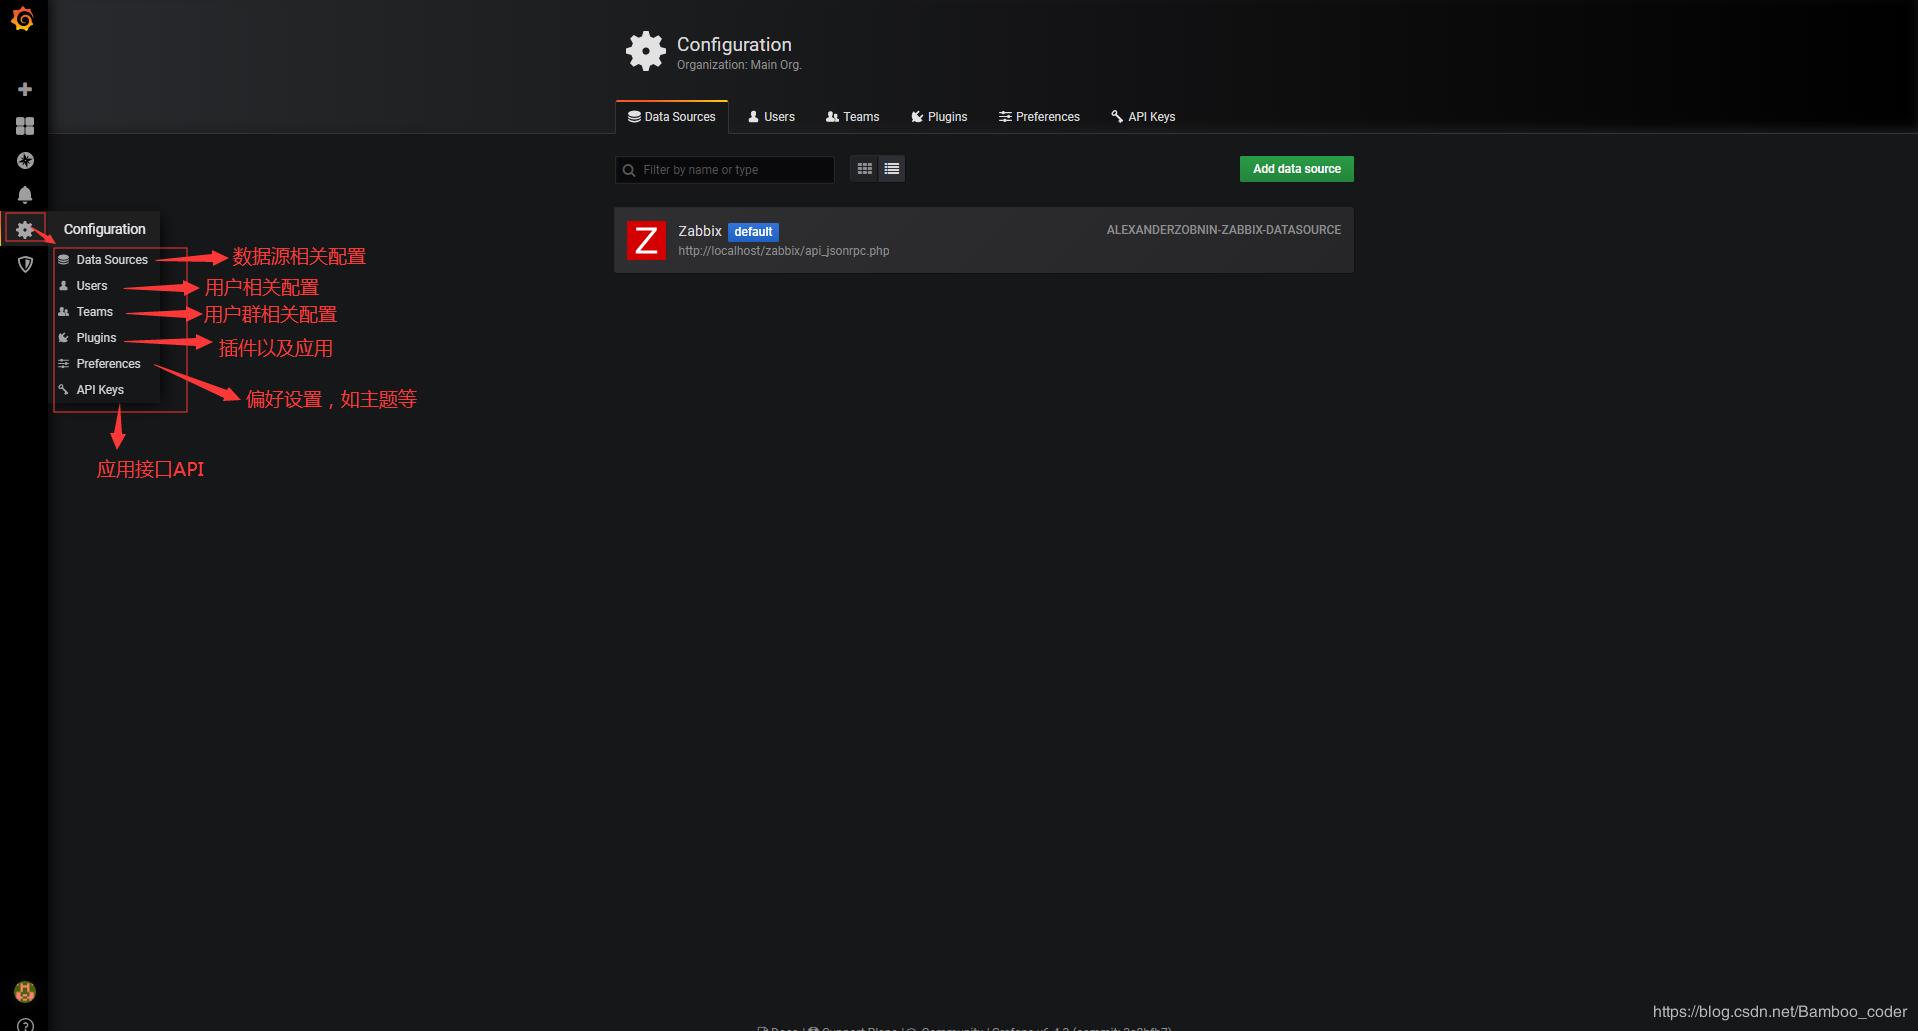 Configuration
Organization: Main Org.
Data Sources
Users
Teams
Plugins
Preferences
API Keys
Filter by name or type
Add data source
Zabbix default
ALEXANDERZOBNIN-ZABBIX-DATASOURCE
http://localhost/zabbix/api_jsonrpc.php
Configuration
Data Sources
数据源相关配置
Users
用户相关配置
Teams
用户群相关配置
Plugins
插件以及应用
Preferences
偏好设置，如主题等
API Keys
应用接口API
https://blog.csdn.net/Bamboo_coder